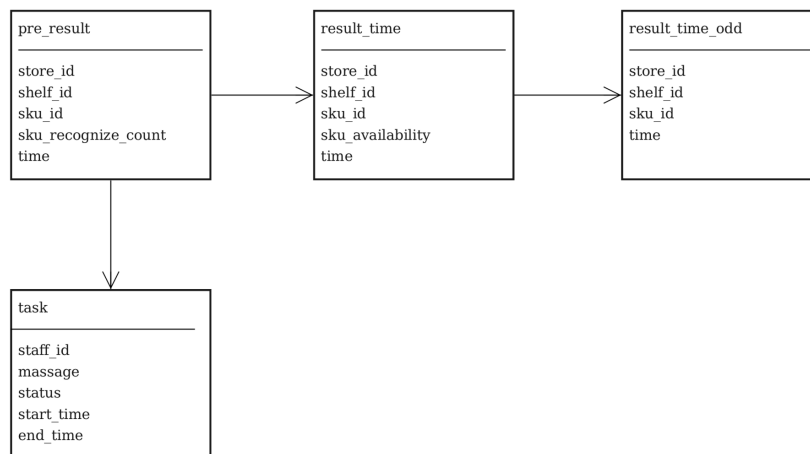 pre_result
store_id
shelf_id
sku_id
sku_recognize_count
time
result_time
store_id
shelf_id
sku_id
sku_availability
time
result_time_odd
store_id
shelf_id
sku_id
time
task
staff_id
massage
status
start_time
end_time